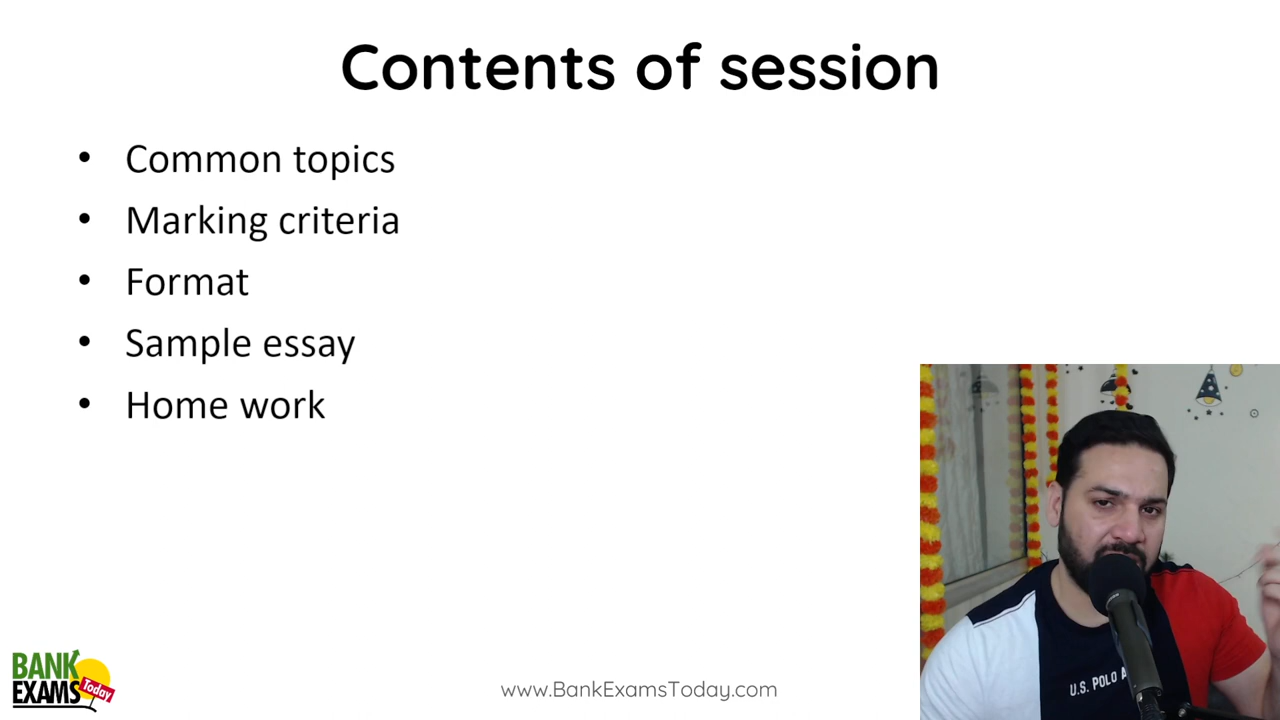 Contents of session
• Common topics
• Marking criteria
• Format
• Sample essay
• Home work
BANK
EXAMS
Today
www.BankExamsToday.com
U.S. POLO A